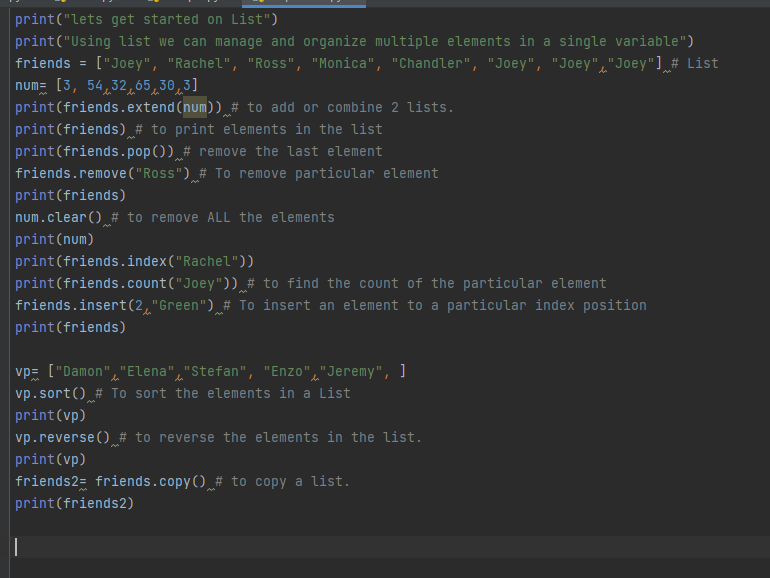 print("lets get started on List")
print("Using list we can manage and organize multiple elements in a single variable")
friends = ["Joey", "Rachel", "Ross", "Monica", "Chandler", "Joey", "Joey","Joey"] # List
num= [3, 54,32,65,30,3]
print(friends.extend(num)) # to add or combine 2 lists.
print(friends) # to print elements in the list
print(friends.pop()) # remove the last element
friends.remove("Ross") # To remove particular element
print(friends)
num.clear() # to remove ALL the elements
print(num)
print(friends.index("Rachel"))
print(friends.count("Joey")) # to find the count of the particular element
friends.insert(2,"Green") # To insert an element to a particular index position
print(friends)
vp= ["Damon","Elena","Stefan", "Enzo","Jeremy", ]
vp.sort() # To sort the elements in a List
print(vp)
vp.reverse() # to reverse the elements in the list.
print(vp)
friends2= friends.copy() # to copy a list.
print(friends2)